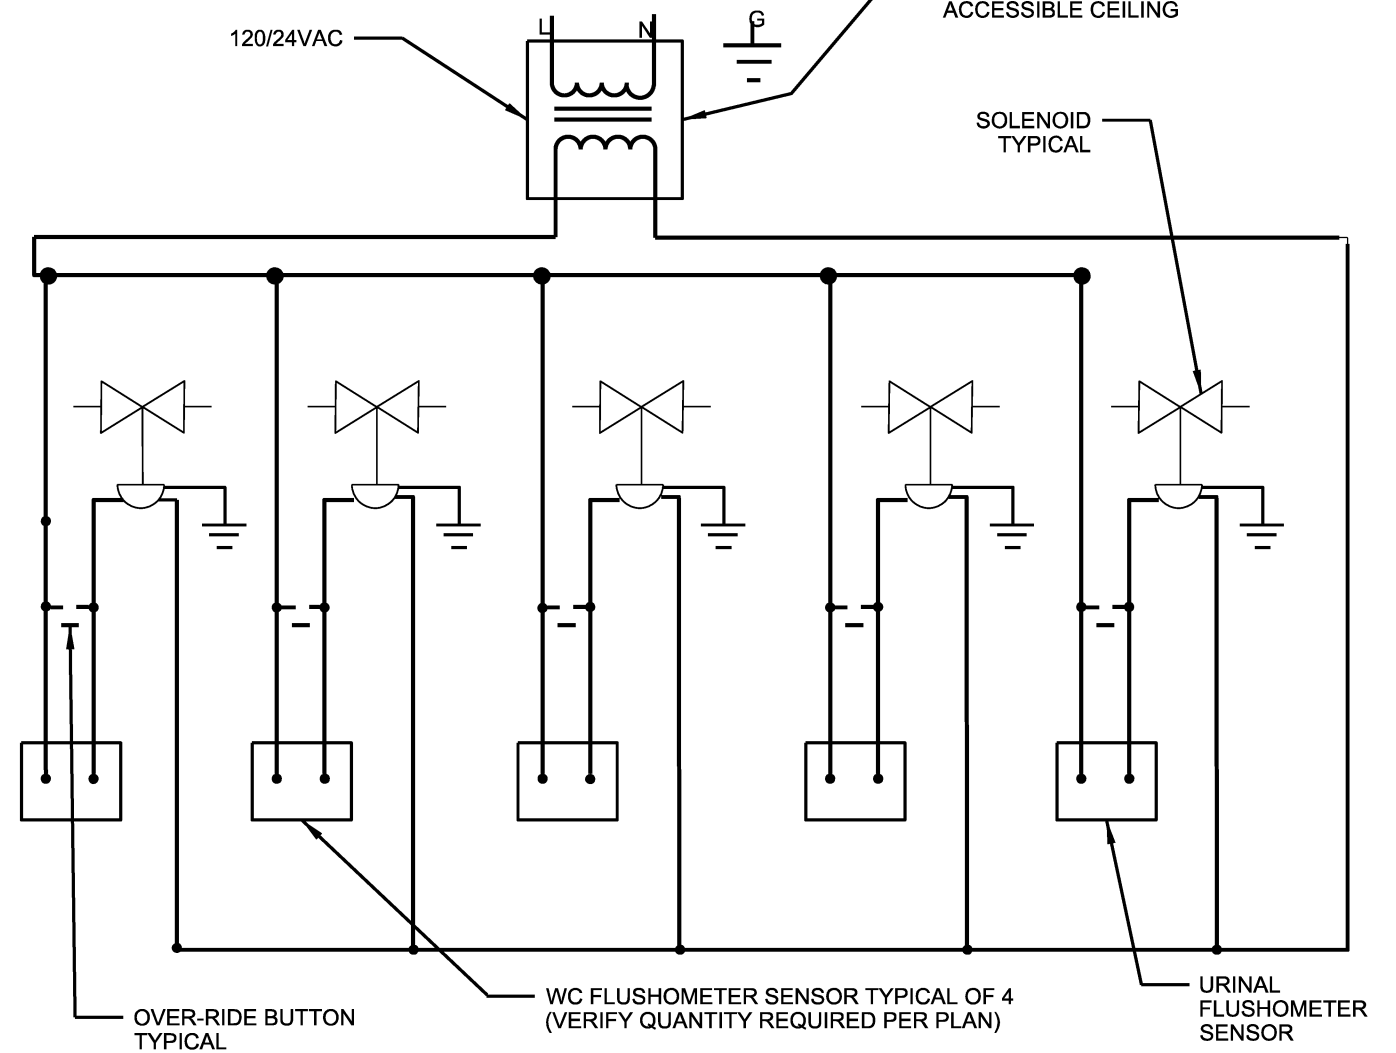 ACCESSIBLE CEILING
L
N
G
120/24VAC
SOLENOID
TYPICAL
WC FLUSHOMETER SENSOR TYPICAL OF 4
(VERIFY QUANTITY REQUIRED PER PLAN)
URINAL
FLUSHOMETER
SENSOR
OVER-RIDE BUTTON
TYPICAL